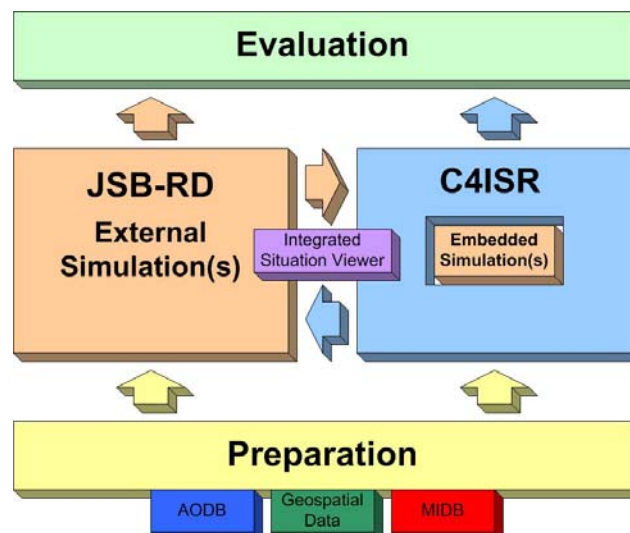 Evaluation
JSB-RD
External
Simulation(s)
C4ISR
Integrated
Situation Viewer
Embedded
Simulation(s)
Preparation
AODB
Geospatial
Data
MIDB